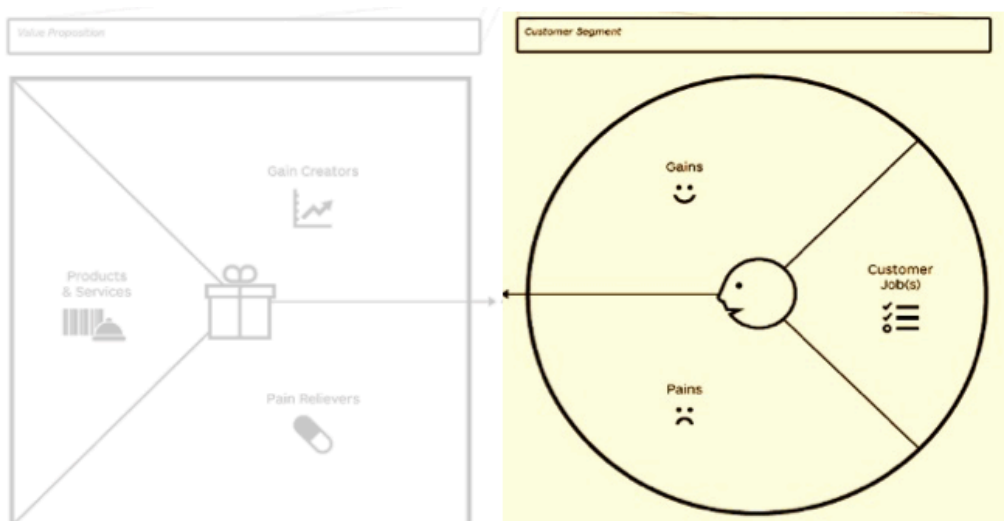 Value Proposition
Gain Creators
Products
& Services
Pain Relievers
Customer Segment
Gains
Customer
Job(s)
Pains